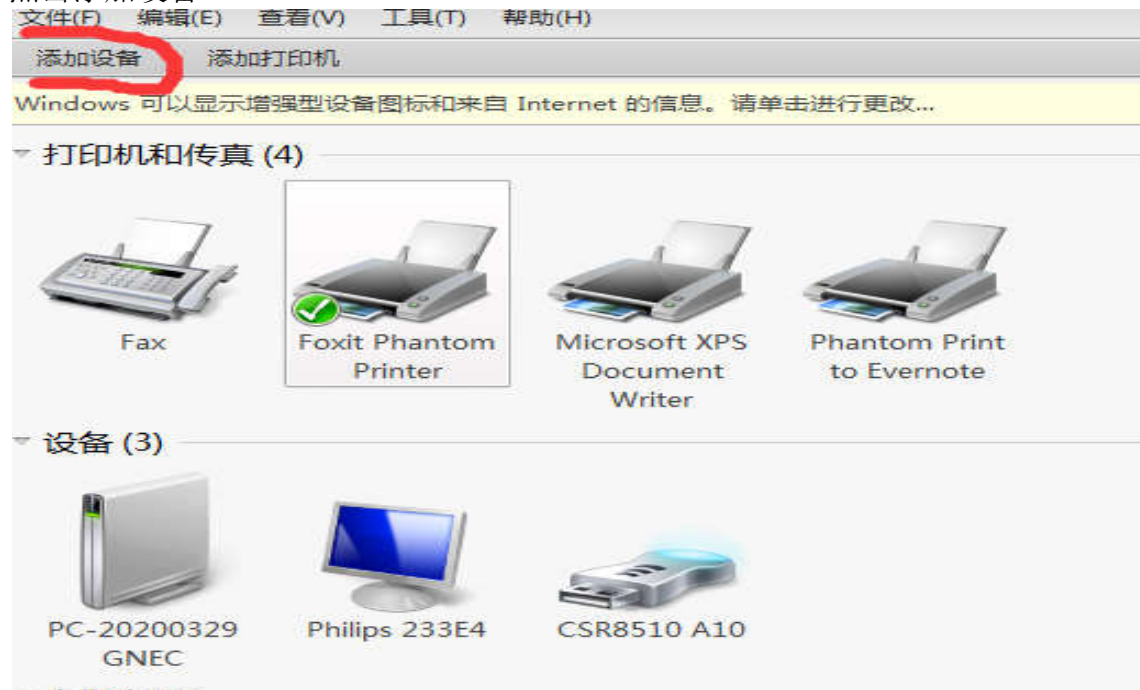 文件(F) 编辑(E) 查看(V) 工具(T) 帮助(H)
添加设备 添加打印机
Windows 可以显示增强型设备图标和来自 Internet 的信息。请单击进行更改...
打印机和传真 (4)
Fax
Foxit Phantom
Printer
Microsoft XPS
Document
Writer
Phantom Print
to Evernote
设备 (3)
PC-20200329
GNEC
Philips 233E4
CSR8510 A10